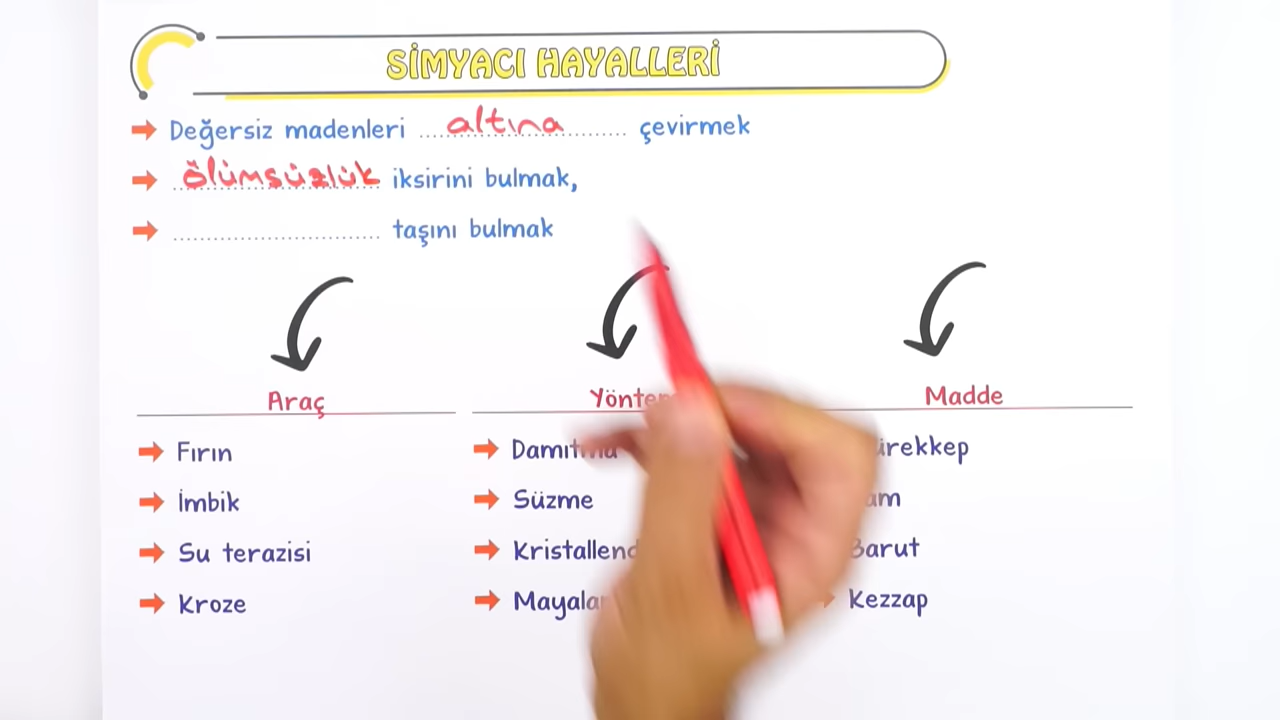 SİMYACI HAYALLERİ
Değersiz madenleri altına çevirmek
ölümsüzlük iksirini bulmak,
taşını bulmak
Araç
Fırın
İmbik
Su terazisi
Kroze
Süzme
Madde
Barut
Kezzap